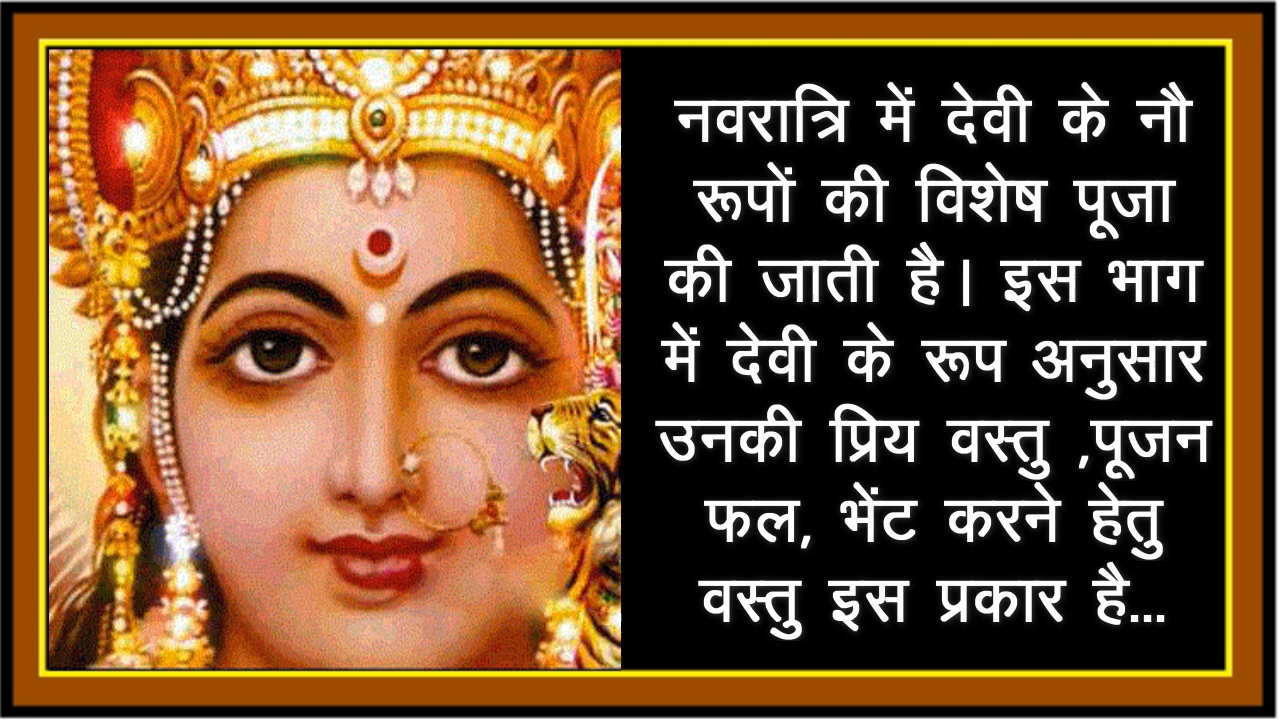 नवरात्रि में देवी के नौ
रूपों की विशेष पूजा
की जाती है। इस भाग
में देवी के रूप अनुसार
उनकी प्रिय वस्तु ,पूजन
फल, भेंट करने हेतु
वस्तु इस प्रकार है...